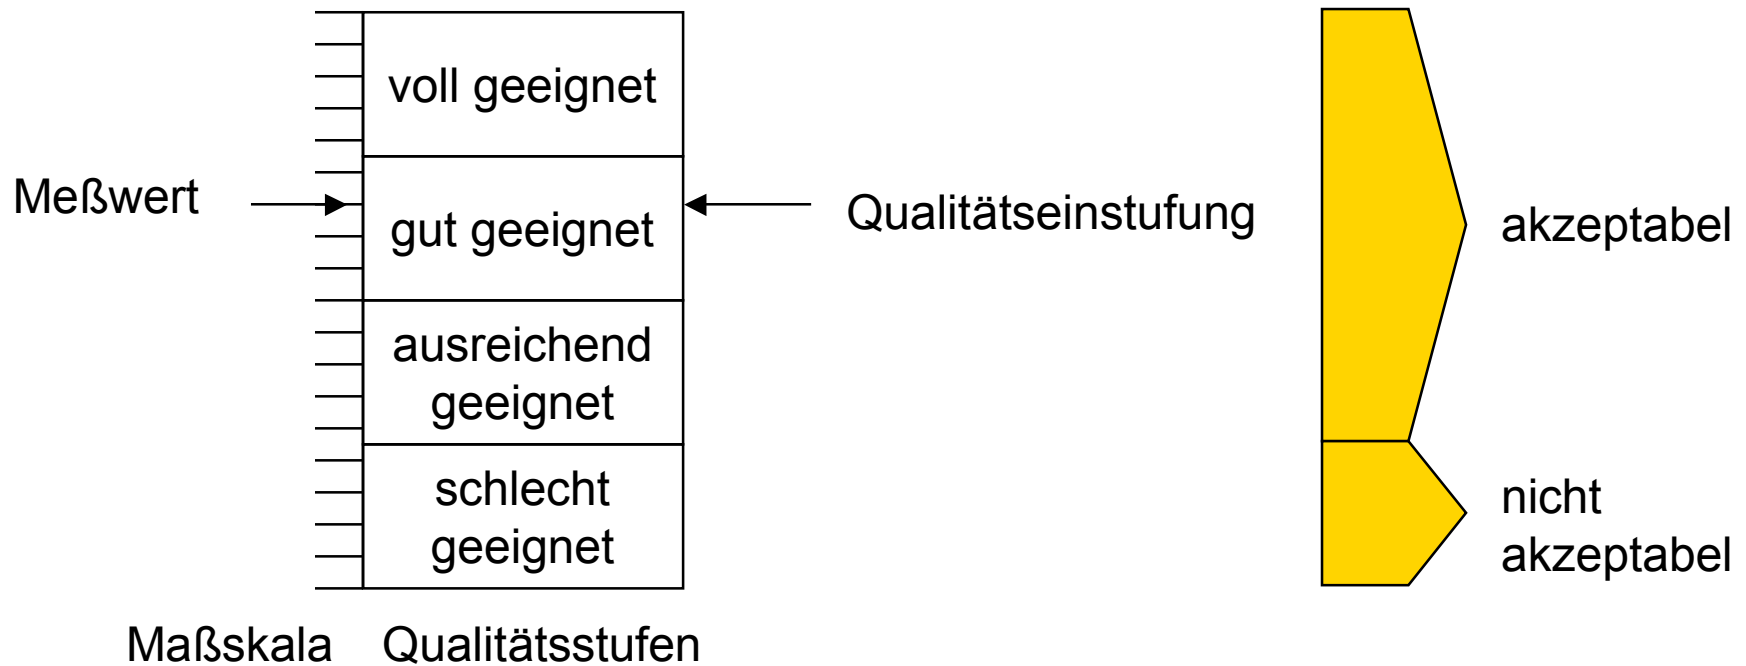 voll geeignet
Meßwert
gut geeignet
Qualitätseinstufung
akzeptabel
ausreichend
geeignet
schlecht
geeignet
nicht
akzeptabel
Maßskala
Qualitätsstufen